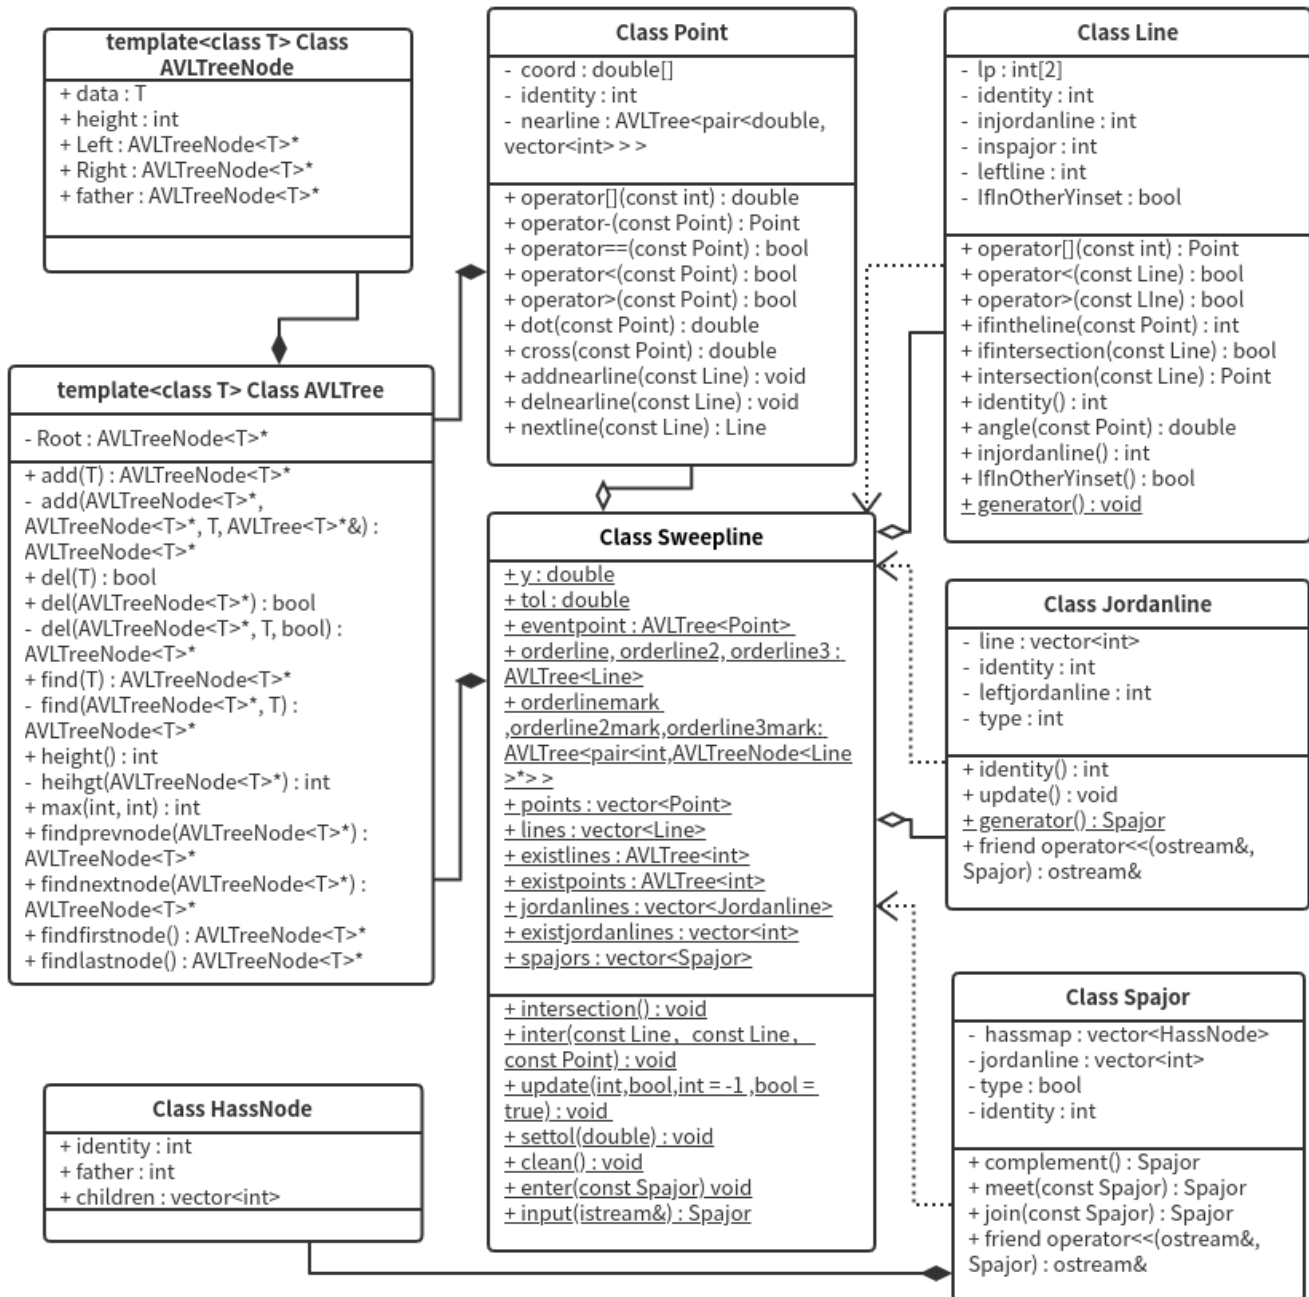 template<class T> Class
AVLTreeNode
+ data : T
+ height : int
+ Left : AVLTreeNode<T>*
+ Right : AVLTreeNode<T>*
+ father : AVLTreeNode<T>*
template<class T> Class AVLTree
- Root : AVLTreeNode<T>*
+ add(T) : AVLTreeNode<T>*
- add(AVLTreeNode<T>*,
AVLTreeNode<T>*, T, AVLTree<T>*&) :
AVLTreeNode<T>*
+ del(T) : bool
+ del(AVLTreeNode<T>*) : bool
- del(AVLTreeNode<T>*, T, bool) :
AVLTreeNode<T>*
+ find(T) : AVLTreeNode<T>*
- find(AVLTreeNode<T>*, T) :
AVLTreeNode<T>*
+ height() : int
- heihgt(AVLTreeNode<T>*) : int
+ max(int, int) : int
+ findprevnode(AVLTreeNode<T>*) :
AVLTreeNode<T>*
+ findnextnode(AVLTreeNode<T>*) :
AVLTreeNode<T>*
+ findfirstnode() : AVLTreeNode<T>*
+ findlastnode() : AVLTreeNode<T>*
Class HassNode
+ identity : int
+ father : int
+ children : vector<int>
Class Point
- coord : double[]
- identity : int
- nearline : AVLTree<pair<double,
vector<int> > >
+ operator[](const int) : double
+ operator-(const Point) : Point
+ operator==(const Point) : bool
+ operator<(const Point) : bool
+ operator>(const Point) : bool
+ dot(const Point) : double
+ cross(const Point) : double
+ addnearline(const Line) : void
+ delnearline(const Line) : void
+ nextline(const Line) : Line
Class Sweepline
+ y : double
+ tol : double
+ eventpoint : AVLTree<Point>
+ orderline, orderline2, orderline3 :
AVLTree<Line>
+ orderlinemark
,orderline2mark,orderline3mark:
AVLTree<pair<int,AVLTreeNode<Line
>*> >
+ points : vector<Point>
+ lines : vector<Line>
+ existlines : AVLTree<int>
+ existpoints : AVLTree<int>
+ jordanlines : vector<Jordanline>
+ existjordanlines : vector<int>
+ spajors : vector<Spajor>
+ intersection() : void
+ inter(const Line，const Line，
const Point) : void
+ update(int,bool,int = -1 ,bool =
true) : void
+ settol(double) : void
+ clean() : void
+ enter(const Spajor) void
+ input(istream&) : Spajor
Class Line
- lp : int[2]
- identity : int
- injordanline : int
- inspajor : int
- leftline : int
- IfInOtherYinset : bool
+ operator[](const int) : Point
+ operator<(const Line) : bool
+ operator>(const LIne) : bool
+ ifintheline(const Point) : int
+ ifintersection(const Line) : bool
+ intersection(const Line) : Point
+ identity() : int
+ angle(const Point) : double
+ injordanline() : int
+ IfInOtherYinset() : bool
+ generator() : void
Class Jordanline
- line : vector<int>
- identity : int
- leftjordanline : int
- type : int
+ identity() : int
+ update() : void
+ generator() : Spajor
+ friend operator<<(ostream&,
Spajor) : ostream&
Class Spajor
- hassmap : vector<HassNode>
- jordanline : vector<int>
- type : bool
- identity : int
+ complement() : Spajor
+ meet(const Spajor) : Spajor
+ join(const Spajor) : Spajor
+ friend operator<<(ostream&,
Spajor) : ostream&